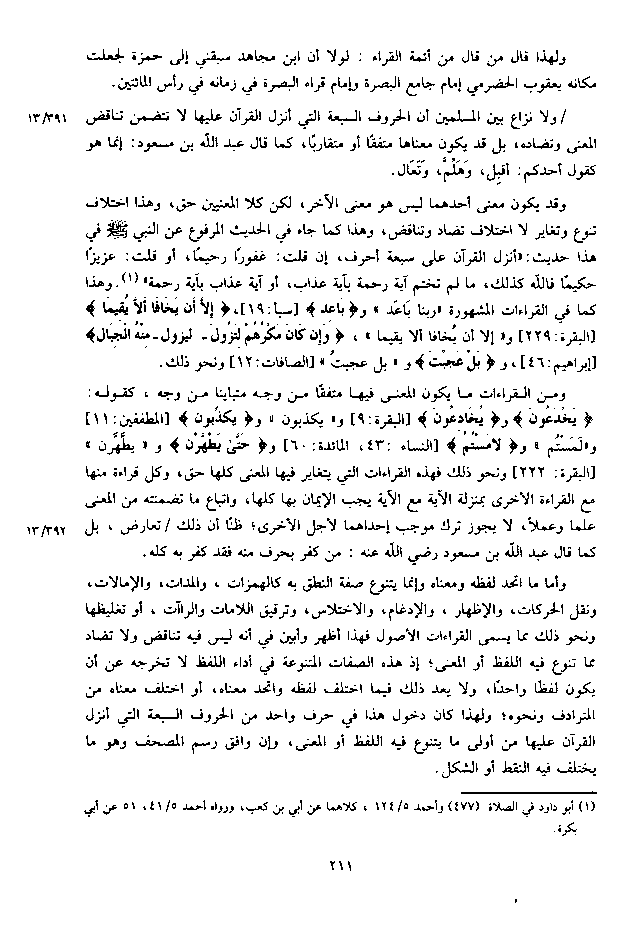 ولهذا قال من قال من أئمة القراء : لولا أن ابن مجاهد سبقني إلى حمزة لجعلت
مكانه يعقوب الحضرمي إمام جامع البصرة وإمام قراء البصرة في زمانه في رأس المائتين.
١٣/٣٩١ / ولا نزاع بين المسلمين أن الحروف السبعة التي أنزل القرآن عليها لا تتضمن تناقض
المعنى وتضاده، بل قد يكون معناها متفقًا أو متقاربًا، كما قال عبد الله بن مسعود: إنما هو
كقول أحدكم: أقبِل، وَهَلُمَّ، وَتَعَال.
وقد يكون معنى أحدهما ليس هو معنى الآخر، لكن كلا المعنيين حق، وهذا اختلاف
تنوع وتغاير لا اختلاف تضاد وتناقض، وهذا كما جاء في الحديث المرفوع عن النبي ﷺ في
هذا حديث: «أنزل القرآن على سبعة أحرف، إن قلت: غفورًا رحيمًا، أو قلت: عزيزًا
حكيمًا فالله كذلك، ما لم تختم آية رحمة بآية عذاب، أو آية عذاب بآية رحمة» (١). وهذا
كما في القراءات المشهورة «ربنا باعَدَ » و﴿ بَاعِدْ ﴾ [سبأ:١٩]، ﴿ إِلاَّ أَن يَخَافَا أَلاَّ يُقِيمَا ﴾
[البقرة: ٢٢٩] و« إلا أن يُخافا ألا يقيما » ، ﴿ وَإِن كَانَ مَكْرُهُمْ لِتَزُولَ ـ ليزول ـ مِنْهُ الْجِبَالُ﴾
[إبراهيم: ٤٦] ، و ﴿ بَلْ عَجِبْتَ ﴾ و « بل عجبتُ » [الصافات: ١٢] ونحو ذلك.
ومـن القـراءات مـا يكون المعنى فيهـا متفقًا مـن وجـه متباينًا مـن وجه ، كقولـه:
﴿ يَخْدَعُونَ ﴾ و﴿ يُخَادِعُونَ ﴾ [البقرة: ٩] و« يكذبون » و﴿ يُكَذِّبُونَ ﴾ [المطففين: ١١]
و«لَمَسْتُم » و﴿ لامَسْتُمُ ﴾ [النساء : ٤٣، المائدة: ٦٠] و﴿ حَتَّىٰ يَطْهُرْنَ ﴾ و « يطَّهَّرن »
[البقرة: ٢٢٢] ونحو ذلك فهذه القراءات التي يتغاير فيها المعنى كلها حق، وكل قراءة منها
مع القراءة الأخرى بمنزلة الآية مع الآية يجب الإيمان بها كلها، واتباع ما تضمنته من المعنى
١٣/٣٩٢ علما وعملاً، لا يجوز ترك موجب إحداهما لأجل الأخرى؛ ظنًا أن ذلك / تعارض ، بل
كما قال عبد الله بن مسعود رضي الله عنه : من كفر بحرف منه فقد كفر به كله.
وأما ما اتحد لفظه ومعناه وإنما يتنوع صفة النطق به كالهمزات ، والمدات، والإمالات،
ونقل الحركات، والإظهار ، والإدغام، والاختلاس، وترقيق اللامات والراآت ، أو تغليظها
ونحو ذلك مما يسمى القراءات الأصول فهذا أظهر وأبين في أنه ليس فيه تناقض ولا تضاد
مما تنوع فيه اللفظ أو المعنى؛ إذ هذه الصفات المتنوعة في أداء اللفظ لا تخرجه عن أن
يكون لفظًا واحدًا، ولا يعد ذلك فيما اختلف لفظه واتحد معناه، أو اختلف معناه من
المترادف ونحوه؛ ولهذا كان دخول هذا في حرف واحد من الحروف السبعة التي أنزل
القرآن عليها من أولى ما يتنوع فيه اللفظ أو المعنى، وإن وافق رسم المصحف وهو ما
يختلف فيه النقط أو الشكل.
(١) أبو داود في الصلاة (٤٧٧) وأحمد ١٢٤/٥ ، كلاهما عن أبي بن كعب، ورواه أحمد ٤١/٥، ٥١ عن أبي
بكرة.
٢١١